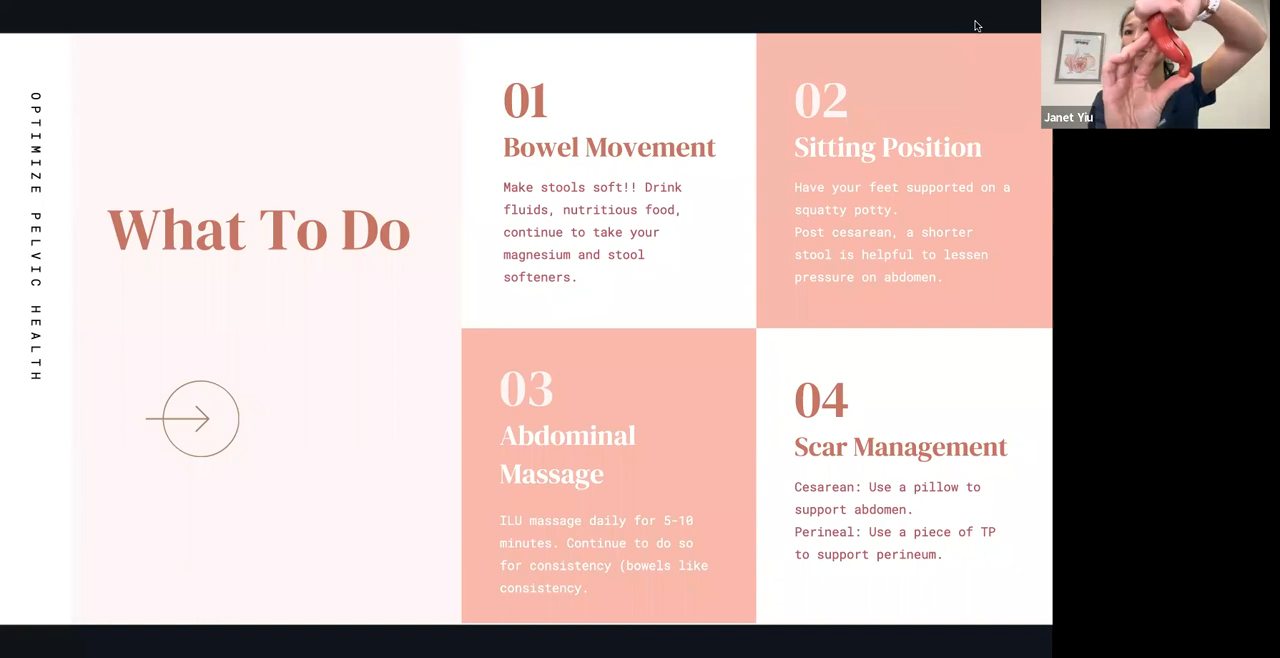 OPTIMIZE PELVIC HEALTH
What To Do
01
Bowel Movement
Make stools soft!! Drink
fluids, nutritious food,
continue to take your
magnesium and stool
softeners.
02
Sitting Position
Have your feet supported on a
squatty potty.
Post cesarean, a shorter
stool is helpful to lessen
pressure on abdomen.
03
Abdominal
Massage
ILU massage daily for 5-10
minutes. Continue to do so
for consistency (bowels like
consistency.
04
Scar Management
Cesarean: Use a pillow to
support abdomen.
Perineal: Use a piece of TP
to support perineum.
Janet Yiu